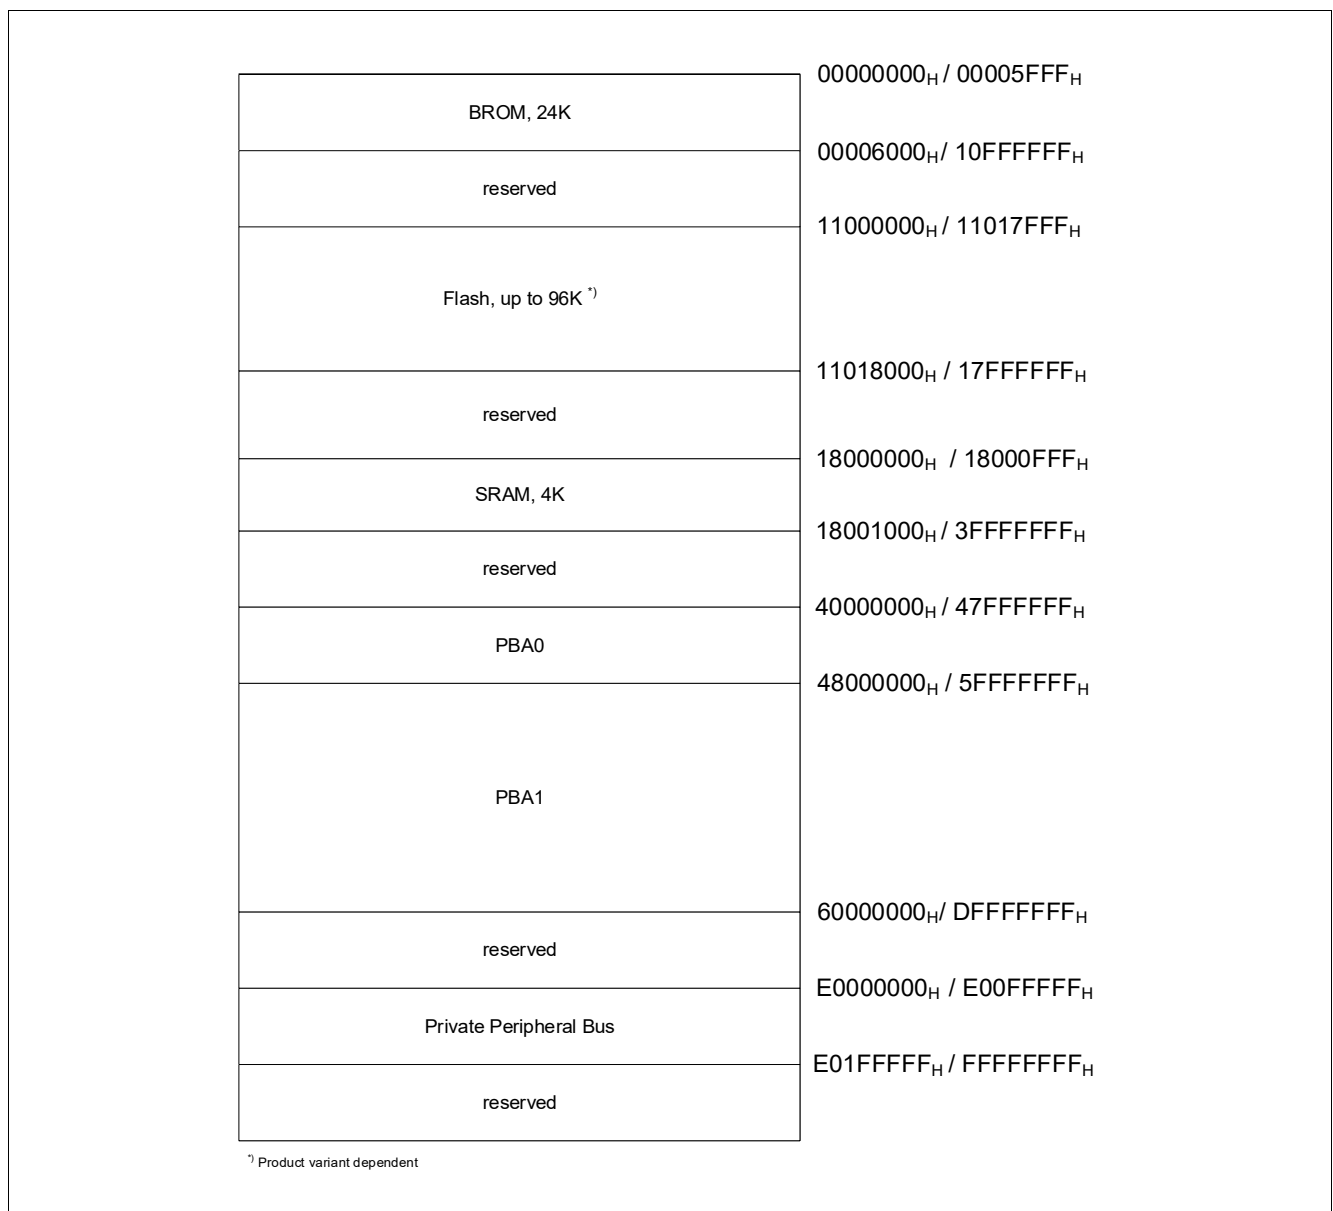 00000000H / 00005FFFH
BROM, 24K
00006000H / 10FFFFFFH
reserved
11000000H / 11017FFFH
Flash, up to 96K *)
11018000H / 17FFFFFFH
reserved
18000000H / 18000FFFH
SRAM, 4K
18001000H / 3FFFFFFFH
reserved
40000000H / 47FFFFFFH
PBA0
48000000H / 5FFFFFFFH
PBA1
60000000H/ DFFFFFFFH
reserved
E0000000H / E00FFFFFH
Private Peripheral Bus
E01FFFFFH / FFFFFFFFH
reserved
*) Product variant dependent